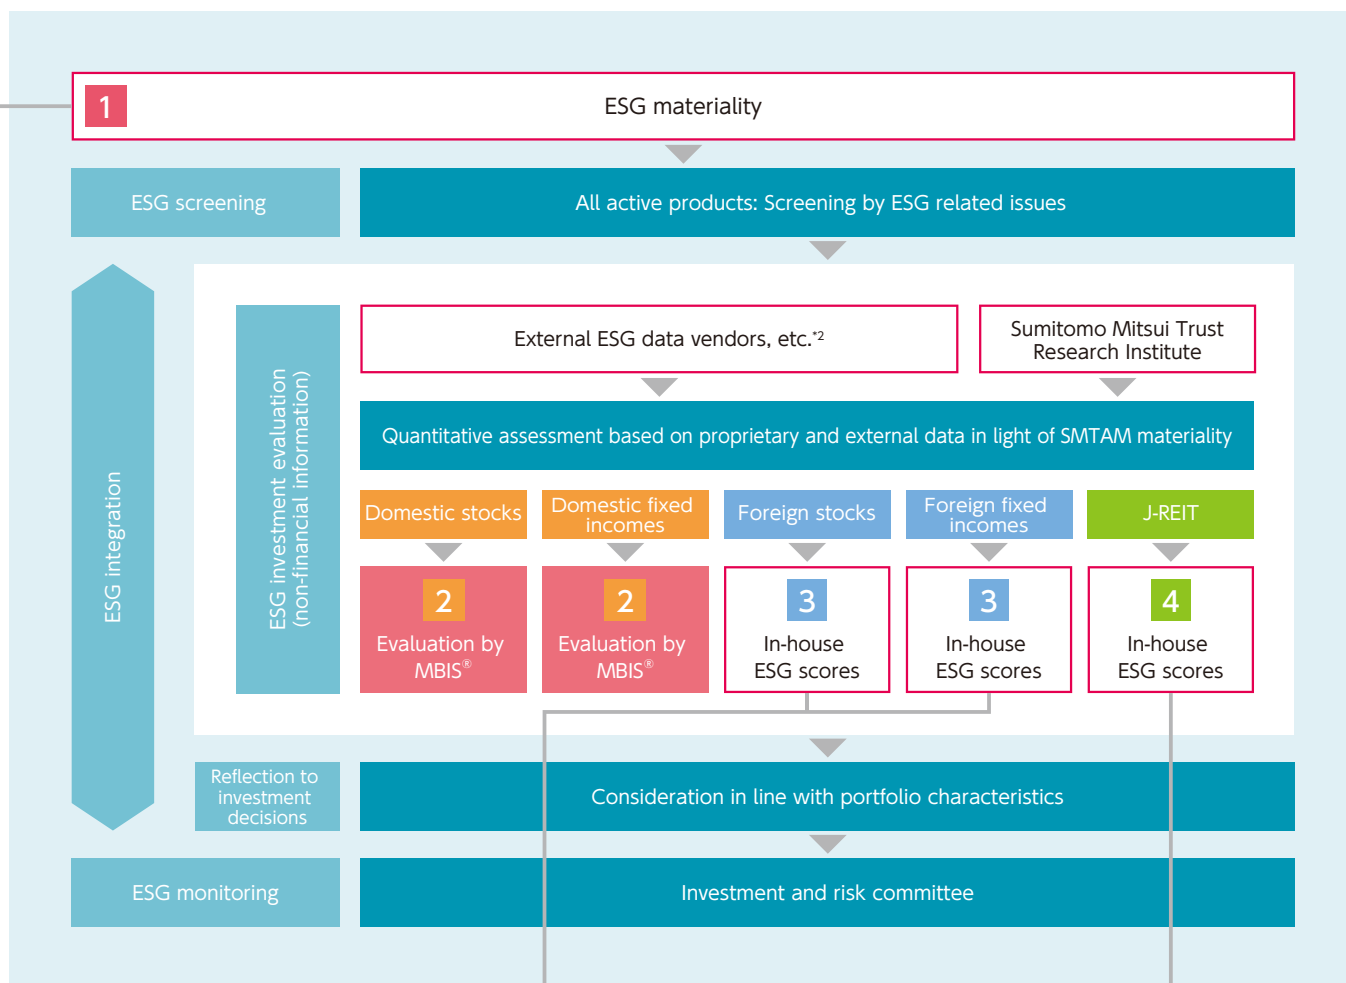 1
ESG materiality
ESG screening
All active products: Screening by ESG related issues
ESG integration
ESG investment evaluation
(non-financial information)
External ESG data vendors, etc.*2
Sumitomo Mitsui Trust
Research Institute
Quantitative assessment based on proprietary and external data in light of SMTAM materiality
Domestic stocks
Domestic fixed
incomes
Foreign stocks
Foreign fixed
incomes
J-REIT
2
Evaluation by
MBIS®
2
Evaluation by
MBIS®
3
In-house
ESG scores
3
In-house
ESG scores
4
In-house
ESG scores
Reflection to
investment
decisions
Consideration in line with portfolio characteristics
ESG monitoring
Investment and risk committee